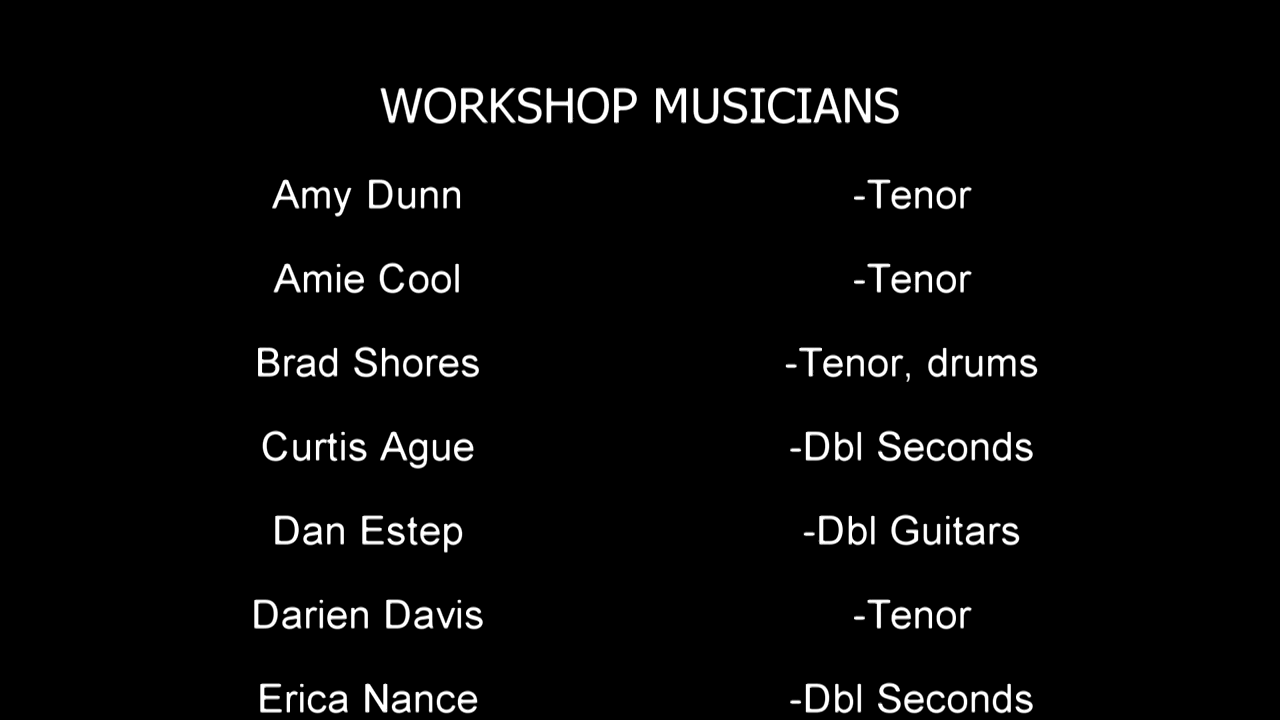 WORKSHOP MUSICIANS
Amy Dunn -Tenor
Amie Cool -Tenor
Brad Shores -Tenor, drums
Curtis Ague -Dbl Seconds
Dan Estep -Dbl Guitars
Darien Davis -Tenor
Erica Nance -Dbl Seconds